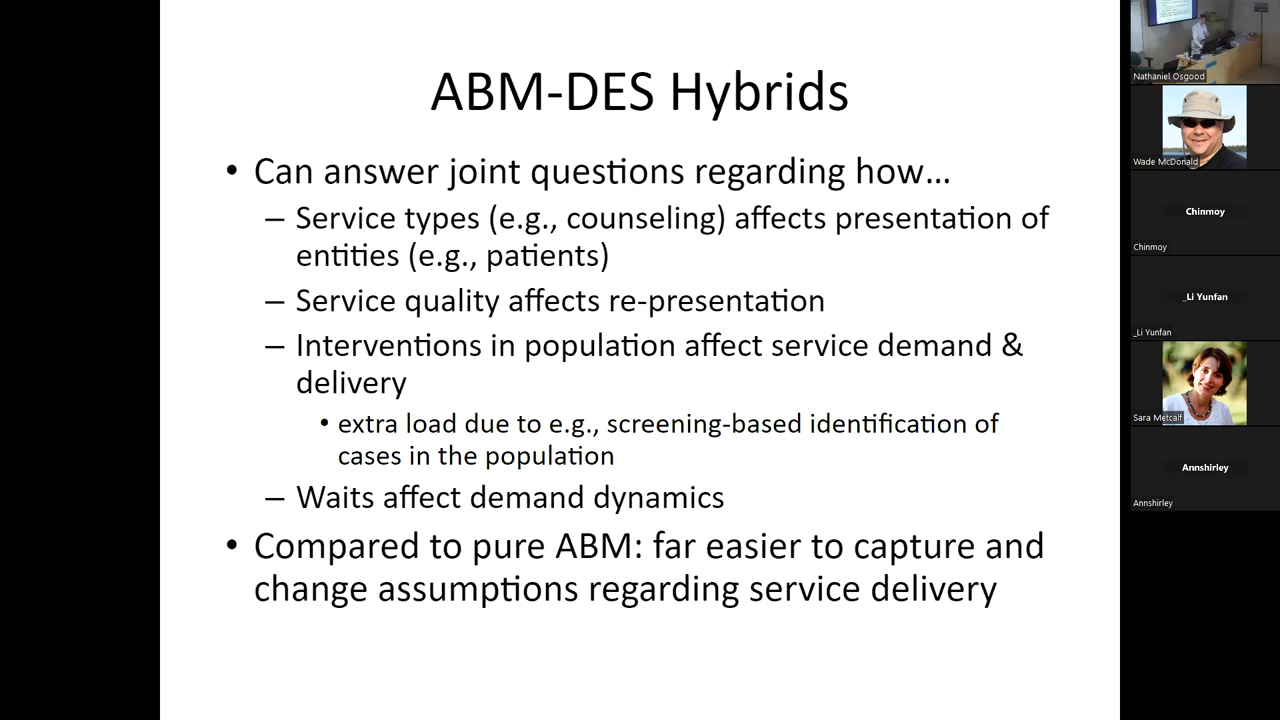 ABM-DES Hybrids
• Can answer joint questions regarding how…
– Service types (e.g., counseling) affects presentation of
entities (e.g., patients)
– Service quality affects re-presentation
– Interventions in population affect service demand &
delivery
• extra load due to e.g., screening-based identification of
cases in the population
– Waits affect demand dynamics
• Compared to pure ABM: far easier to capture and
change assumptions regarding service delivery
Nathaniel Osgood
Wade McDonald
Chinmoy
Chinmoy
_Li Yunfan
_Li Yunfan
Sara Metcalf
Annshirley
Annshirley